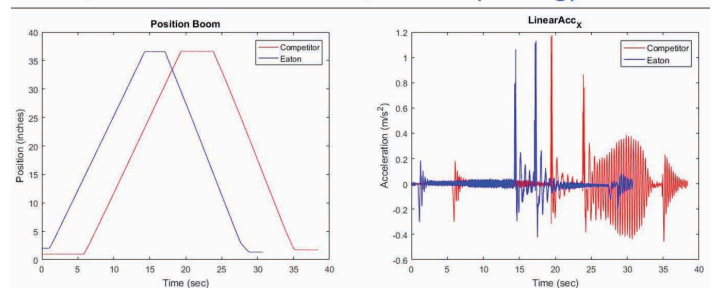 Position Boom
40
35
30
25
20
15
10
5
0
Position (inches)
0 5 10 15 20 25 30 35 40
Time (sec)
Competitor
Eaton
LinearAccX
1.2
1
0.8
0.6
0.4
0.2
0
-0.2
-0.4
-0.6
Acceleration (m/s²)
0 5 10 15 20 25 30 35 40
Time (sec)
Competitor
Eaton